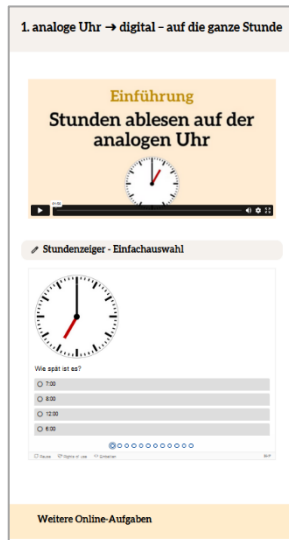 1. analoge Uhr → digital – auf die ganze Stunde
Einführung
Stunden ablesen auf der
analogen Uhr
Stundenzeiger - Einfachauswahl
Wie spät ist es?
7:00
8:00
12:00
6:00
Weitere Online-Aufgaben